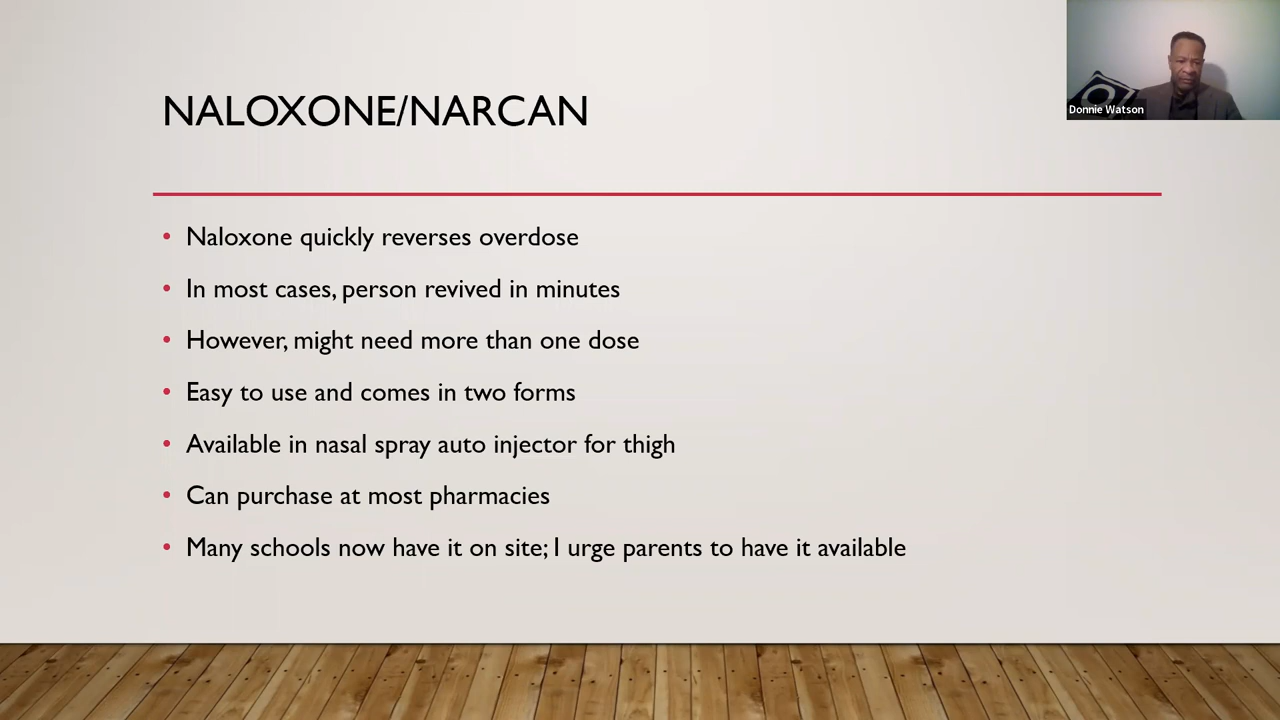 NALOXONE/NARCAN
Donnie Watson
Naloxone quickly reverses overdose
In most cases, person revived in minutes
However, might need more than one dose
Easy to use and comes in two forms
Available in nasal spray auto injector for thigh
Can purchase at most pharmacies
Many schools now have it on site; I urge parents to have it available